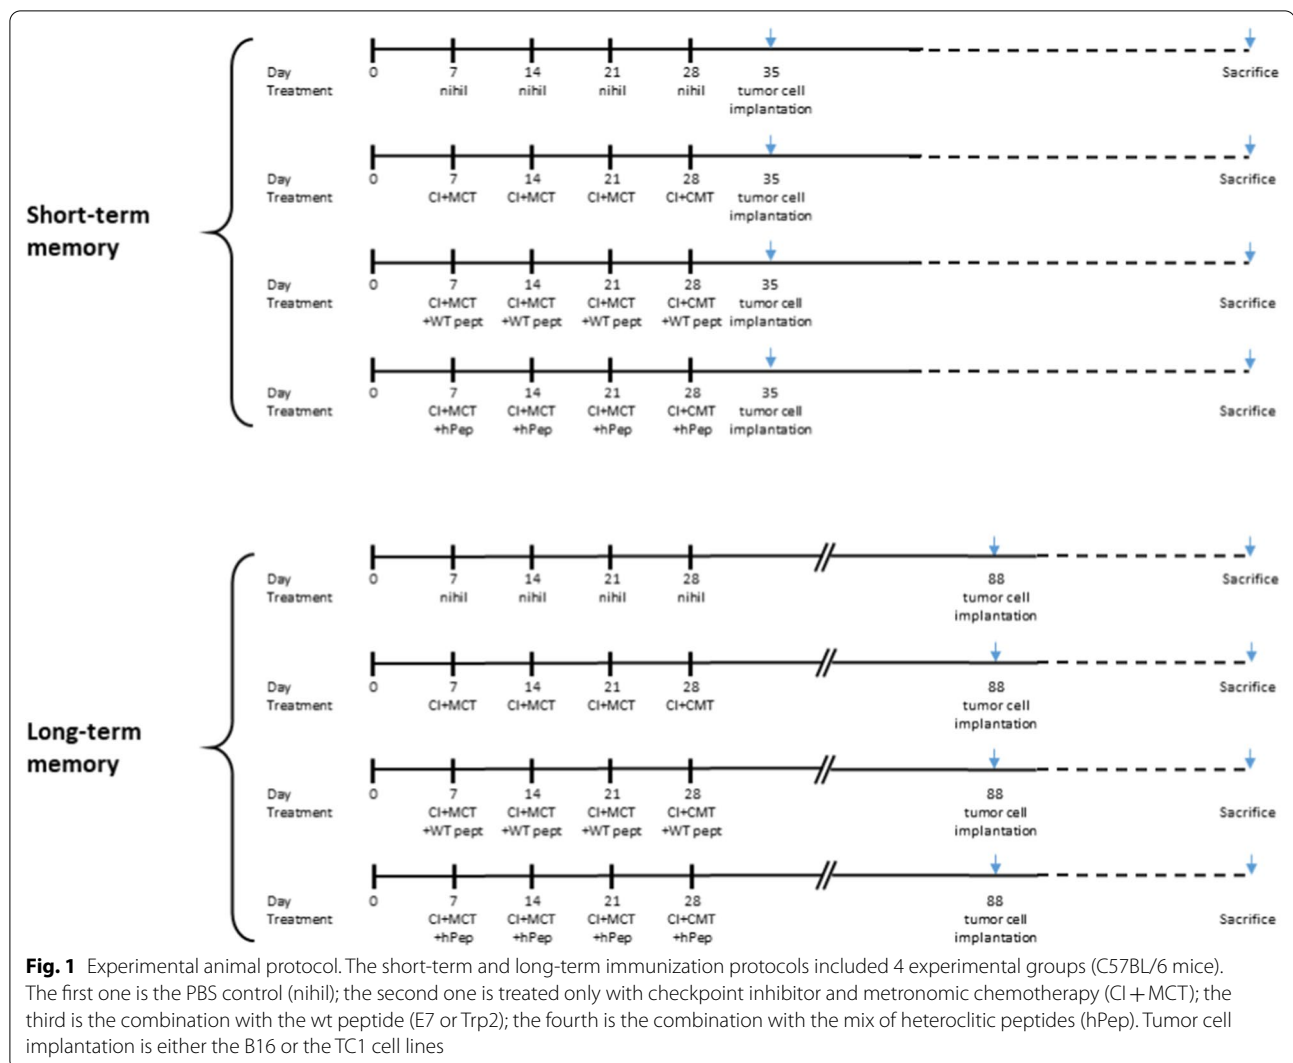 Day 0 7 14 21 28 35 Sacrifice
Treatment nihil nihil nihil nihil tumor cell
implantation
Day 0 7 14 21 28 35 Sacrifice
Treatment CI+MCT CI+MCT CI+MCT CI+CMT tumor cell
implantation
Short-term
memory
Day 0 7 14 21 28 35
Treatment CI+MCT CI+MCT CI+MCT CI+CMT tumor cell Sacrifice
+WT pept +WT pept +WT pept +WT pept implantation
Day 0 7 14 21 28 35
Treatment CI+MCT CI+MCT CI+MCT CI+CMT tumor cell Sacrifice
+hPep +hPep +hPep +hPep implantation
Day 0 7 14 21 28 88 Sacrifice
Treatment nihil nihil nihil nihil tumor cell
implantation
Day 0 7 14 21 28 88 Sacrifice
Treatment CI+MCT CI+MCT CI+MCT CI+CMT tumor cell
implantation
Long-term
memory
Day 0 7 14 21 28 88
Treatment CI+MCT CI+MCT CI+MCT CI+CMT tumor cell Sacrifice
+WT pept +WT pept +WT pept +WT pept implantation
Day 0 7 14 21 28 88
Treatment CI+MCT CI+MCT CI+MCT CI+CMT tumor cell Sacrifice
+hPep +hPep +hPep +hPep implantation
Fig. 1 Experimental animal protocol. The short-term and long-term immunization protocols included 4 experimental groups (C57BL/6 mice).
The first one is the PBS control (nihil); the second one is treated only with checkpoint inhibitor and metronomic chemotherapy (CI + MCT); the
third is the combination with the wt peptide (E7 or Trp2); the fourth is the combination with the mix of heteroclitic peptides (hPep). Tumor cell
implantation is either the B16 or the TC1 cell lines